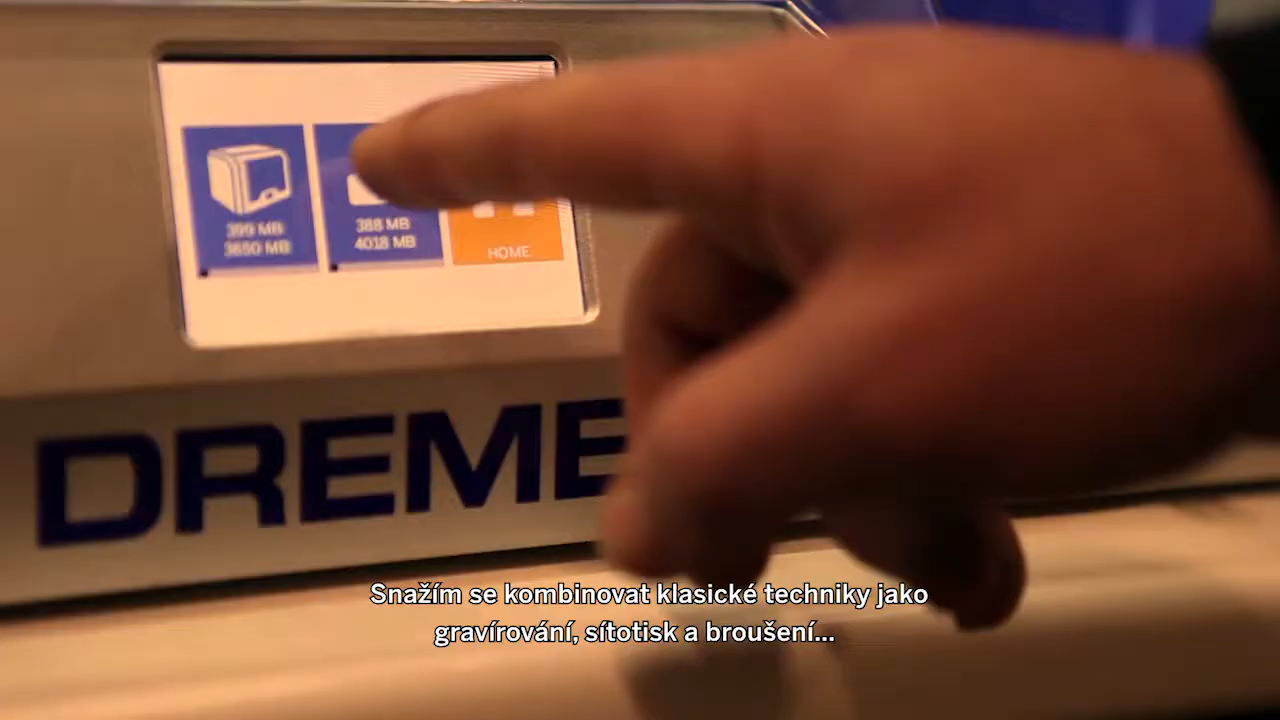 399 MB
3650 MB
388 MB
4018 MB
HOME
DREME
Snažím se kombinovat klasické techniky jako
gravírování, sítotisk a broušení...